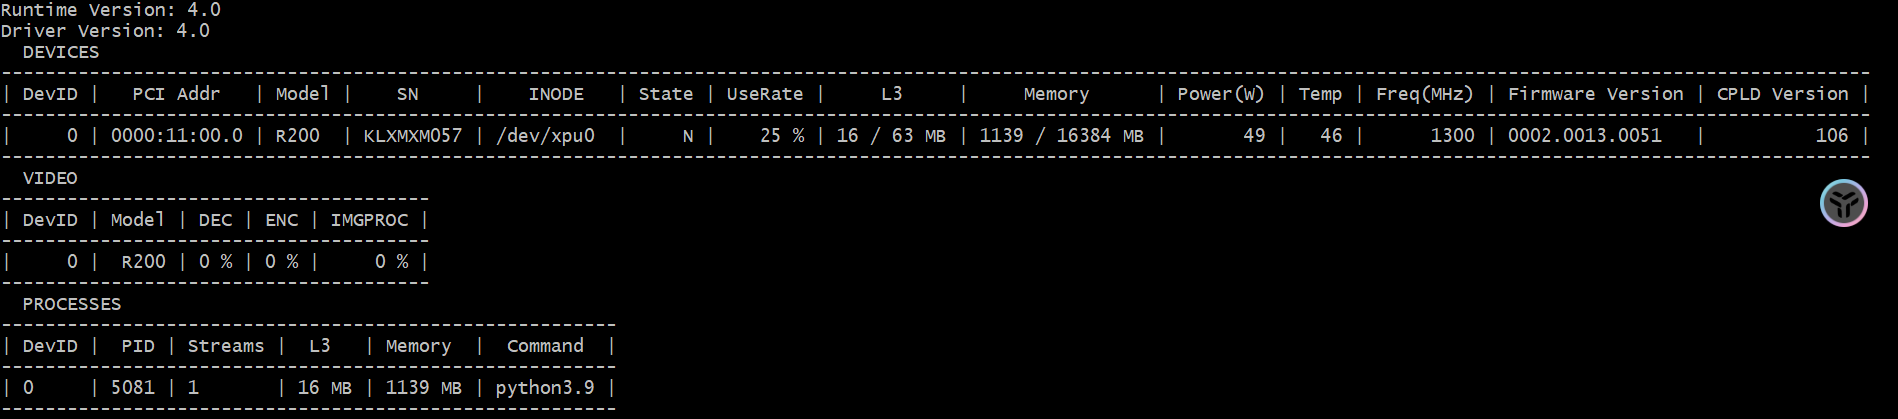 Runtime Version: 4.0
Driver Version: 4.0
DEVICES
| DevID | PCI Addr | Model | SN | INODE | State | UseRate | L3 | Memory | Power(W) | Temp | Freq(MHz) | Firmware Version | CPLD Version |
| 0 | 0000:11:00.0 | R200 | KLXMXM057 | /dev/xpu0 | N | 25 % | 16 / 63 MB | 1139 / 16384 MB | 49 | 46 | 1300 | 0002.0013.0051 | 106 |
VIDEO
| DevID | Model | DEC | ENC | IMGPROC |
| 0 | R200 | 0 % | 0 % | 0 % |
PROCESSES
| DevID | PID | Streams | L3 | Memory | Command |
| 0 | 5081 | 1 | 16 MB | 1139 MB | python3.9 |